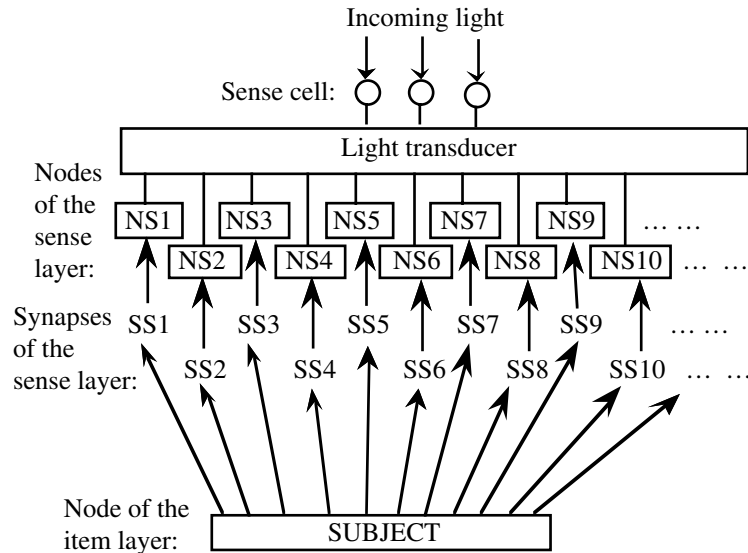 Incoming light
Sense cell:
Light transducer
Nodes
of the
sense
layer:
NS1 NS3 NS5 NS7 NS9 … …
NS2 NS4 NS6 NS8 NS10 … …
Synapses
of the
sense layer:
SS1 SS3 SS5 SS7 SS9 … …
SS2 SS4 SS6 SS8 SS10 … …
Node of the
item layer:
SUBJECT